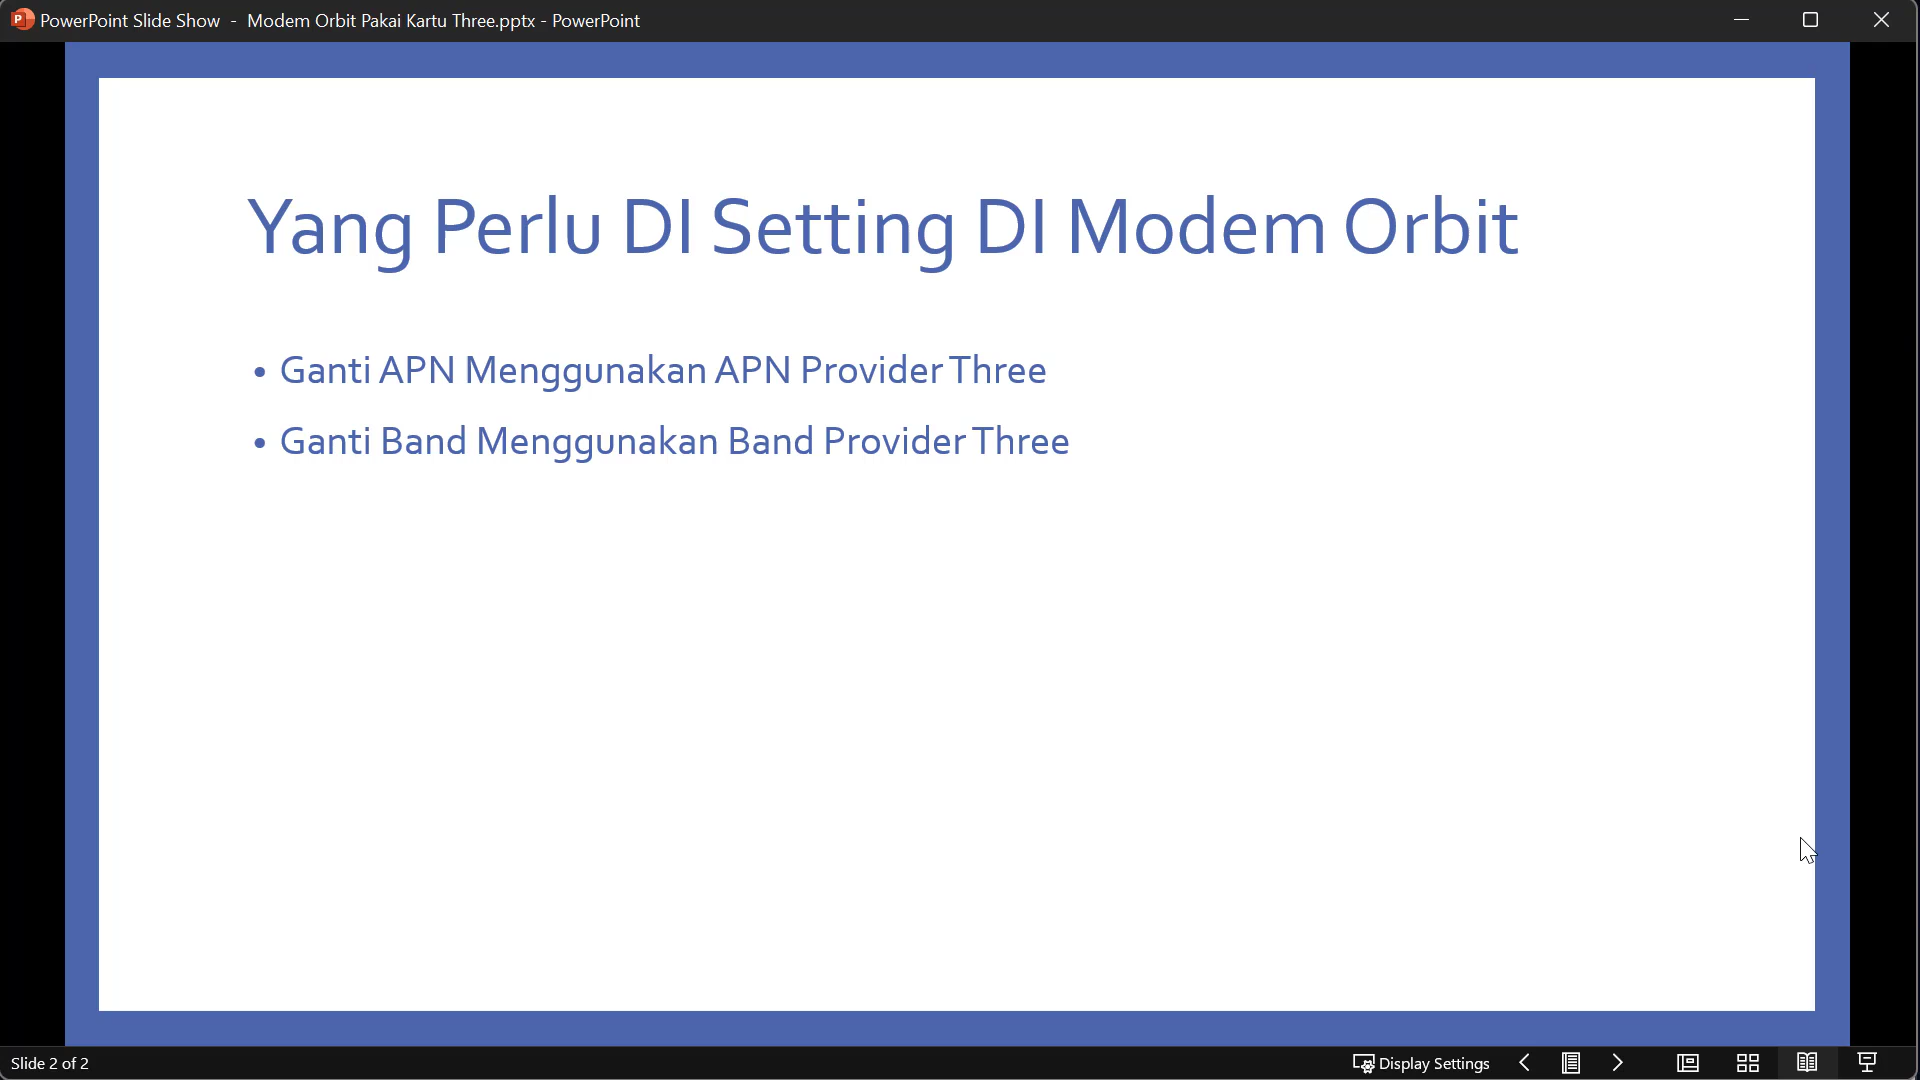 PowerPoint Slide Show - Modem Orbit Pakai Kartu Three.pptx - PowerPoint
Yang Perlu DI Setting DI Modem Orbit
• Ganti APN Menggunakan APN Provider Three
• Ganti Band Menggunakan Band Provider Three
Slide 2 of 2
Display Settings